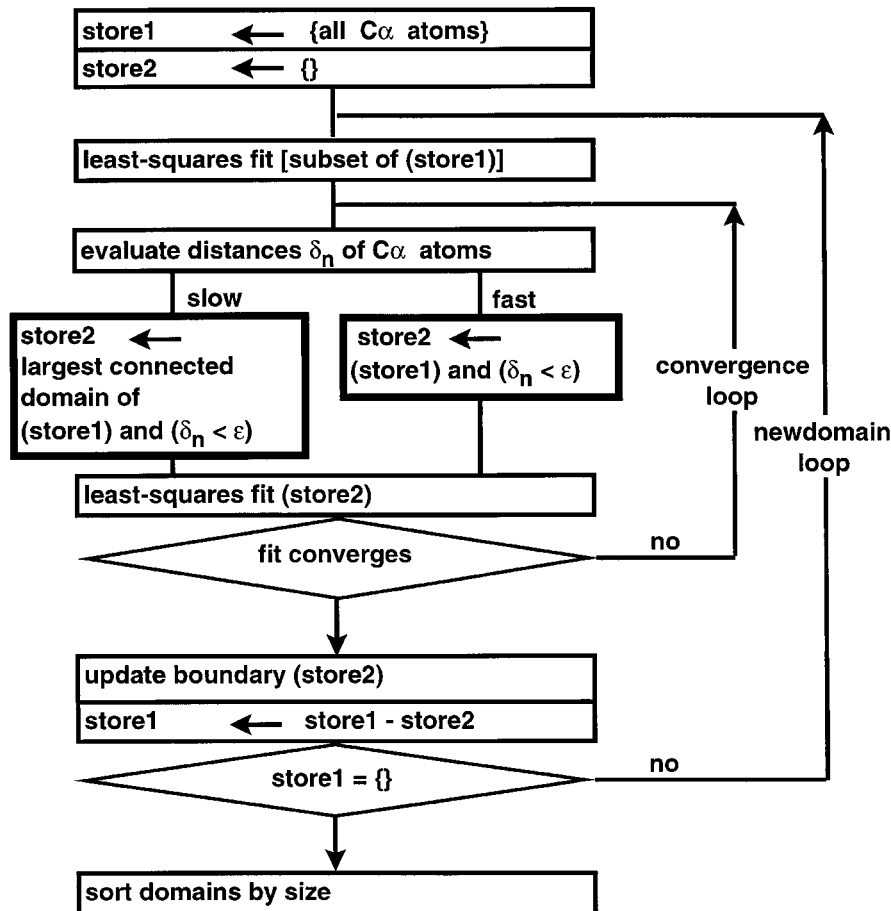 store1 ← {all Cα atoms}
store2 ← {}
least-squares fit [subset of (store1)]
evaluate distances δn of Cα atoms
slow
fast
store2 ←
largest connected
domain of
(store1) and (δn < ε)
store2 ←
(store1) and (δn < ε)
convergence
loop
newdomain
loop
least-squares fit (store2)
fit converges
no
update boundary (store2)
store1 ← store1 - store2
store1 = {}
no
sort domains by size